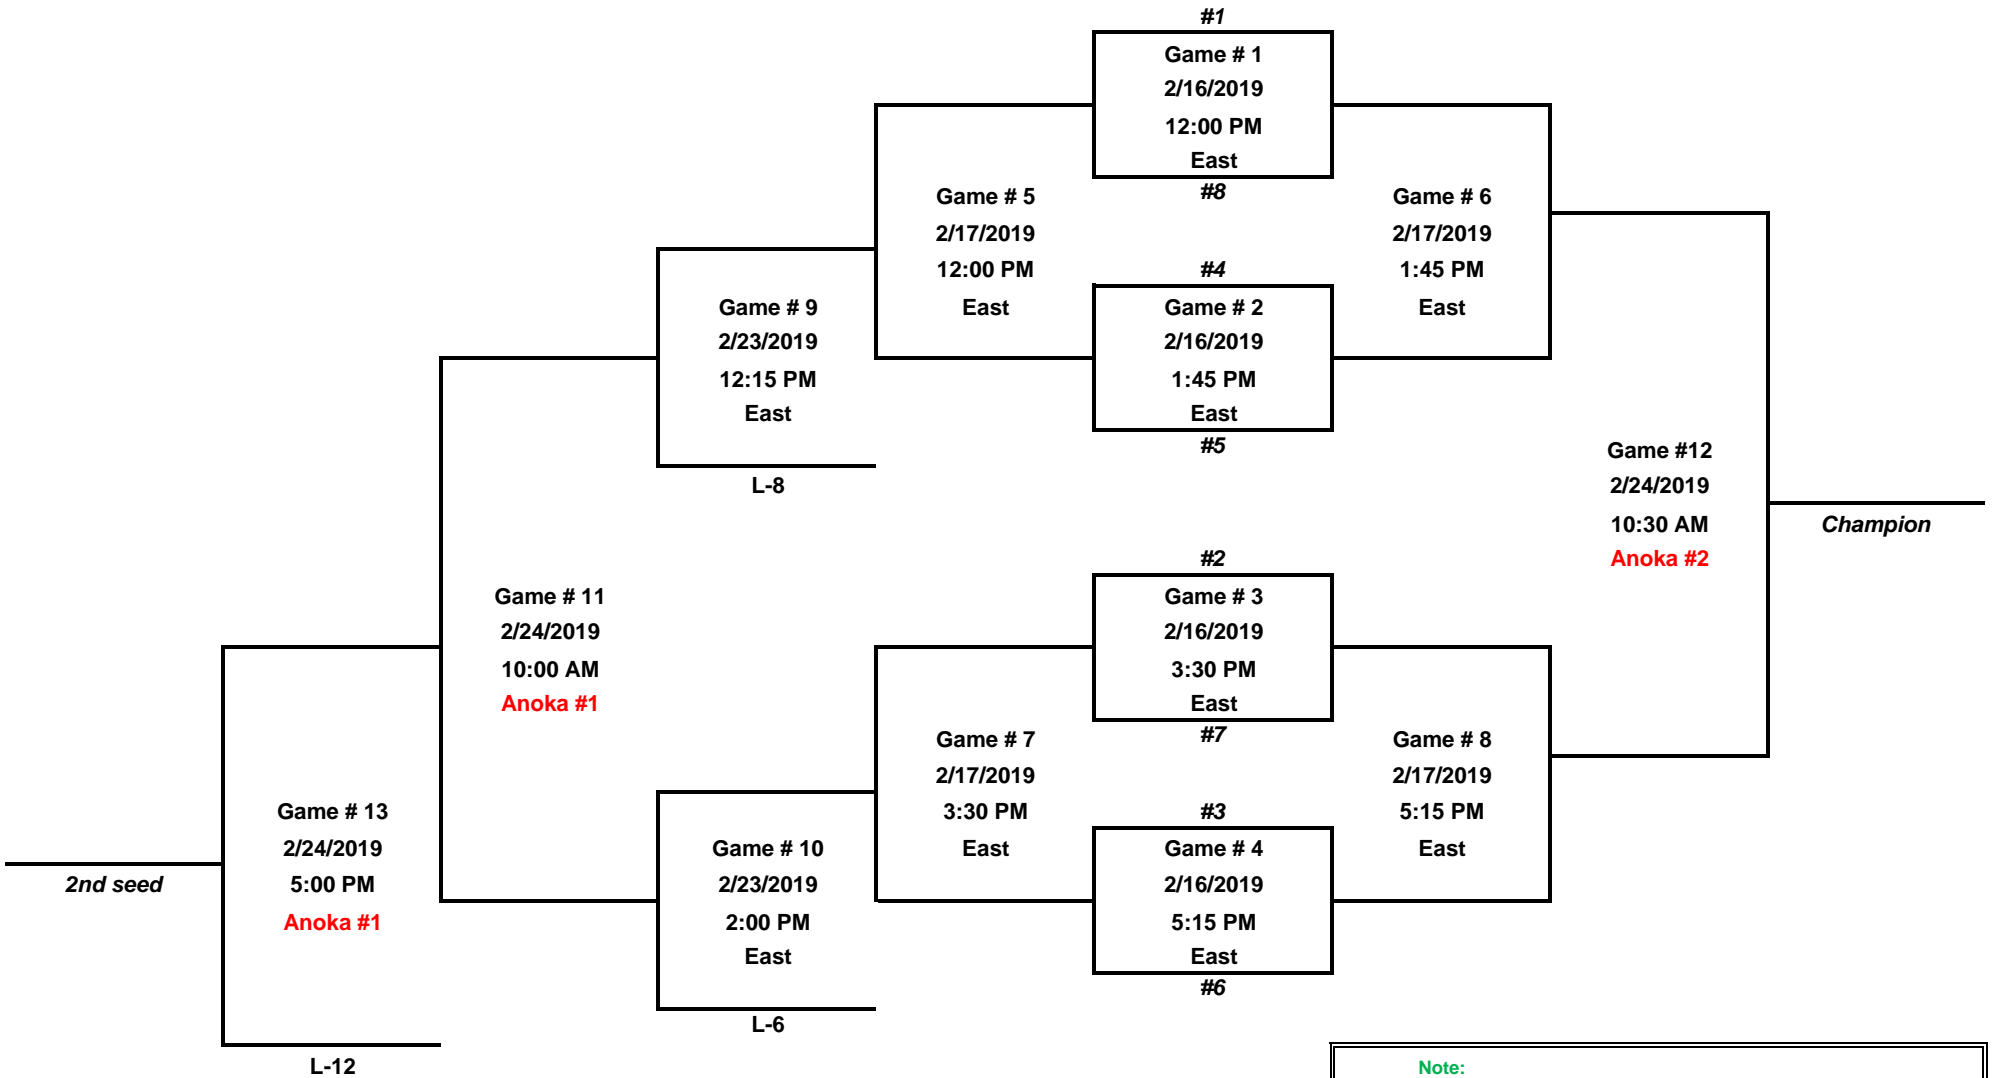 #1
Game # 1
2/16/2019
12:00 PM
East
#8
Game # 5
2/17/2019
12:00 PM
East
Game # 6
2/17/2019
1:45 PM
East
#4
Game # 2
2/16/2019
1:45 PM
East
#5
Game # 9
2/23/2019
12:15 PM
East
L-8
Game #12
2/24/2019
10:30 AM
Anoka #2
Champion
#2
Game # 3
2/16/2019
3:30 PM
East
#7
Game # 11
2/24/2019
10:00 AM
Anoka #1
Game # 7
2/17/2019
3:30 PM
East
Game # 8
2/17/2019
5:15 PM
East
#3
Game # 4
2/16/2019
5:15 PM
East
#6
Game # 13
2/24/2019
5:00 PM
Anoka #1
2nd seed
Game # 10
2/23/2019
2:00 PM
East
L-6
L-12
Note: